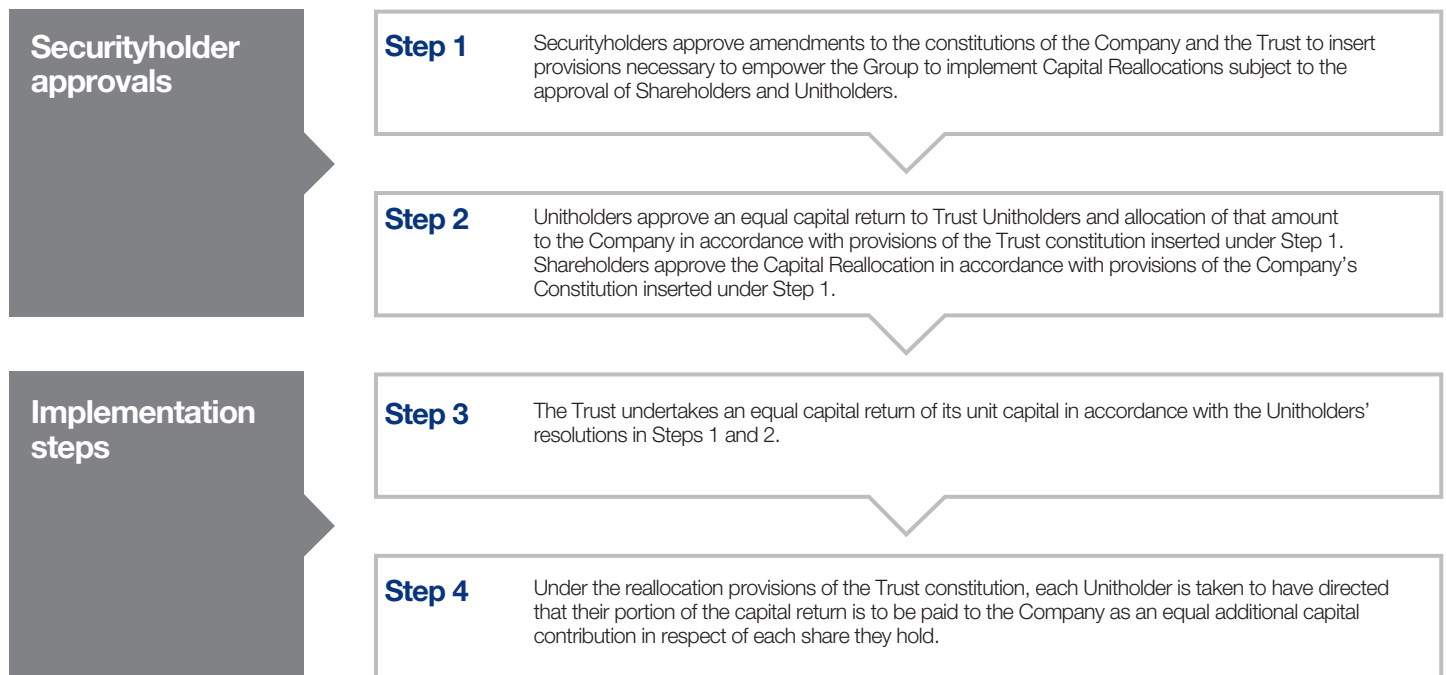 Securityholder
approvals
Step 1
Securityholders approve amendments to the constitutions of the Company and the Trust to insert
provisions necessary to empower the Group to implement Capital Reallocations subject to the
approval of Shareholders and Unitholders.
Step 2
Unitholders approve an equal capital return to Trust Unitholders and allocation of that amount
to the Company in accordance with provisions of the Trust constitution inserted under Step 1.
Shareholders approve the Capital Reallocation in accordance with provisions of the Company's
Constitution inserted under Step 1.
Implementation
steps
Step 3
The Trust undertakes an equal capital return of its unit capital in accordance with the Unitholders'
resolutions in Steps 1 and 2.
Step 4
Under the reallocation provisions of the Trust constitution, each Unitholder is taken to have directed
that their portion of the capital return is to be paid to the Company as an equal additional capital
contribution in respect of each share they hold.